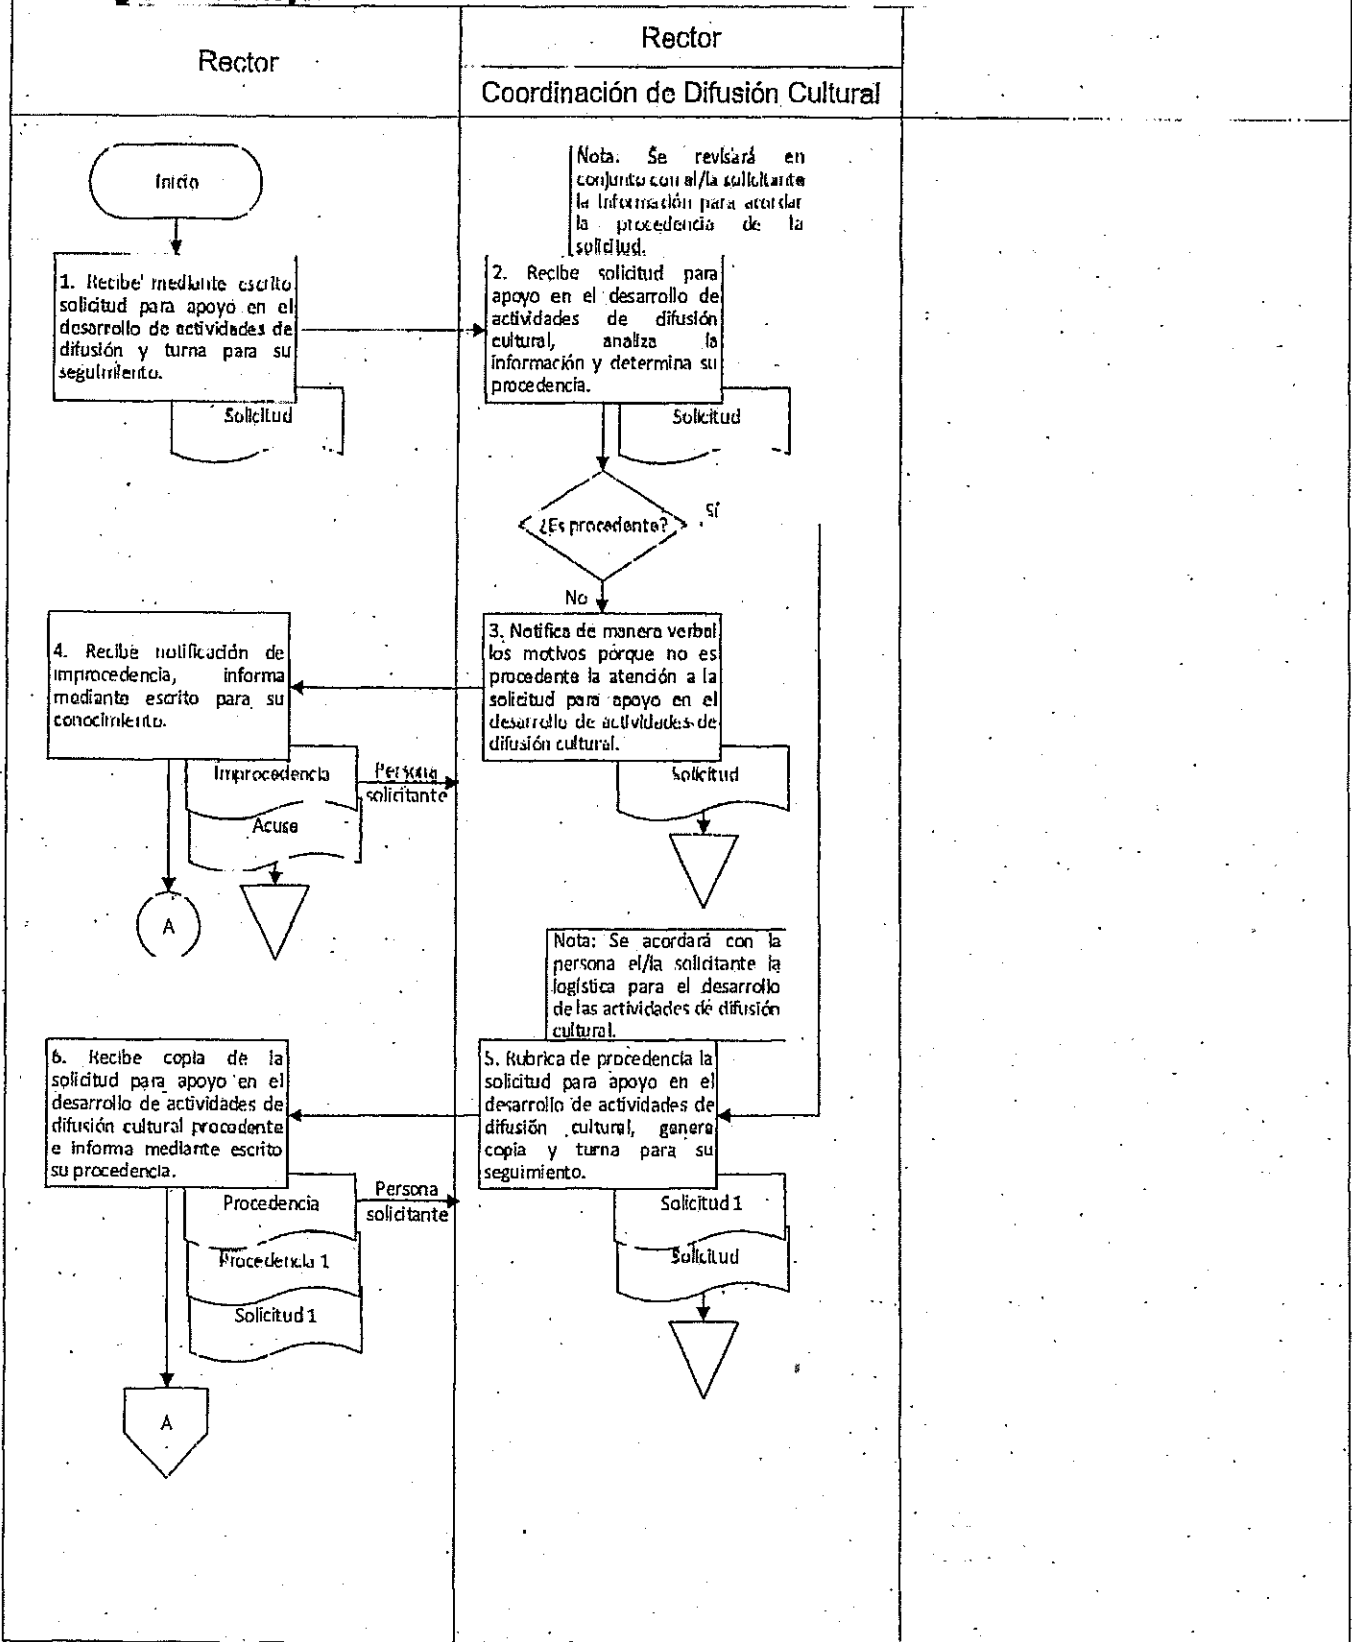 Rector
Rector
Coordinación de Difusión Cultural
Inicio
Nota: Se revisará en
conjunto con el/la solicitante
la información para acordar
la procedencia de la
solicitud.
1. Recibe mediante escrito
solicitud para apoyo en el
desarrollo de actividades de
difusión y turna para su
seguimiento.
Solicitud
2. Recibe solicitud para
apoyo en el desarrollo de
actividades de difusión
cultural, analiza la
información y determina su
procedencia.
Solicitud
¿Es procedente?
Sí
No
3. Notifica de manera verbal
los motivos porque no es
procedente la atención a la
solicitud para apoyo en el
desarrollo de actividades de
difusión cultural.
Solicitud
4. Recibe notificación de
improcedencia, informa
mediante escrito para su
conocimiento.
Improcedencia
Persona
solicitante
Acuse
A
Nota: Se acordará con la
persona el/la solicitante la
logística para el desarrollo
de las actividades de difusión
cultural.
5. Rubrica de procedencia la
solicitud para apoyo en el
desarrollo de actividades de
difusión cultural, genera
copia y turna para su
seguimiento.
Solicitud 1
Solicitud
6. Recibe copia de la
solicitud para apoyo en el
desarrollo de actividades de
difusión cultural procedente
e informa mediante escrito
su procedencia.
Procedencia
Persona
solicitante
Procedencia 1
Solicitud 1
A